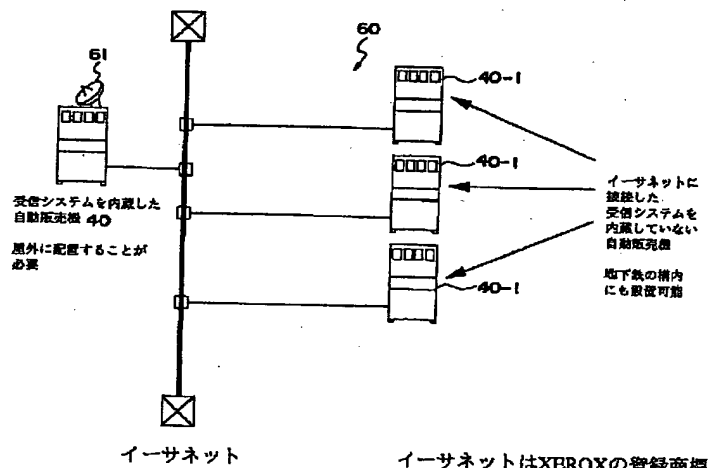 61
60
40-1
40-1
40-1
受信システムを内蔵した
自動販売機 40
屋外に配置することが
必要
イーサネットに
接続した
受信システムを
内蔵していない
自動販売機
地下鉄の構内
にも設置可能
イーサネット
イーサネットはXEROXの登録商標